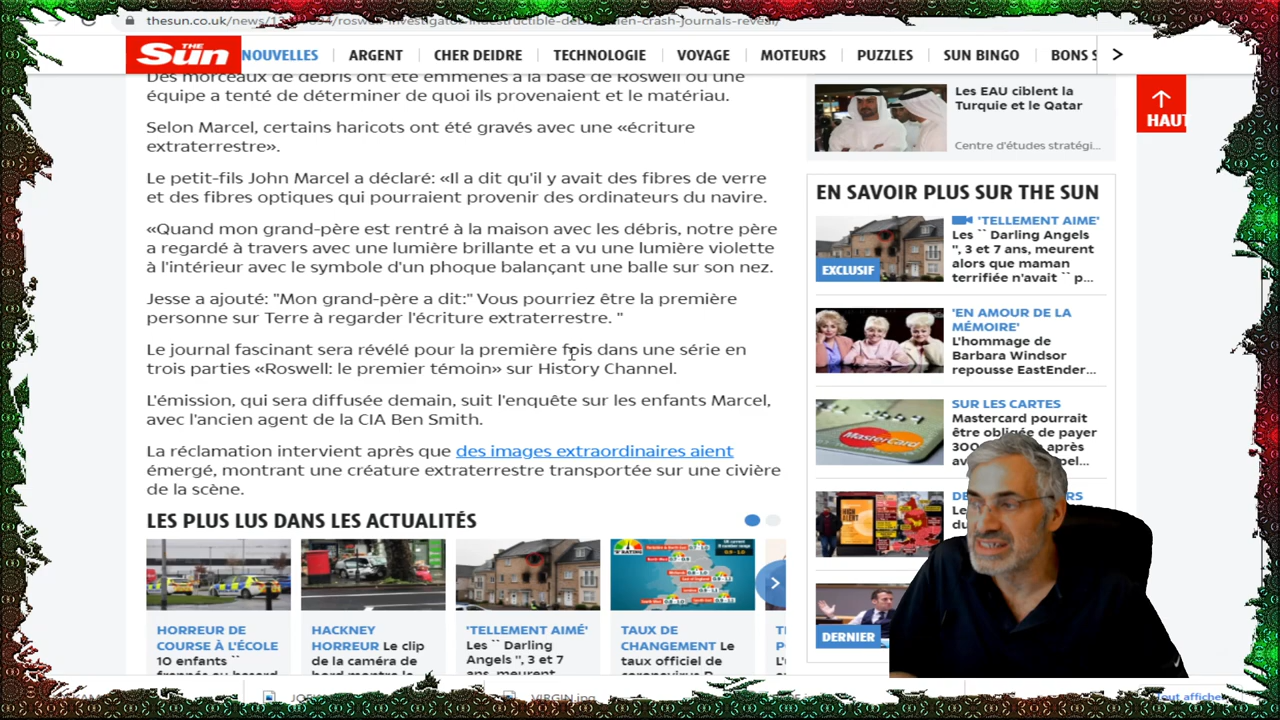 thesun.co.uk/news/
THE Sun
NOUVELLES
ARGENT
CHER DEIDRE
TECHNOLOGIE
VOYAGE
MOTEURS
PUZZLES
SUN BINGO
BONS S
Des morceaux de débris ont été emmenés à la base de Roswell où une
équipe a tenté de déterminer de quoi ils provenaient et le matériau.
Selon Marcel, certains haricots ont été gravés avec une «écriture
extraterrestre».
Le petit-fils John Marcel a déclaré: «Il a dit qu'il y avait des fibres de verre
et des fibres optiques qui pourraient provenir des ordinateurs du navire.
«Quand mon grand-père est rentré à la maison avec les débris, notre père
a regardé à travers avec une lumière brillante et a vu une lumière violette
à l'intérieur avec le symbole d'un phoque balançant une balle sur son nez.
Jesse a ajouté: "Mon grand-père a dit:" Vous pourriez être la première
personne sur Terre à regarder l'écriture extraterrestre. "
Le journal fascinant sera révélé pour la première fois dans une série en
trois parties «Roswell: le premier témoin» sur History Channel.
L'émission, qui sera diffusée demain, suit l'enquête sur les enfants Marcel,
avec l'ancien agent de la CIA Ben Smith.
La réclamation intervient après que des images extraordinaires aient
émergé, montrant une créature extraterrestre transportée sur une civière
de la scène.
LES PLUS LUS DANS LES ACTUALITÉS
HORREUR DE
COURSE À L'ÉCOLE
10 enfants ``
HACKNEY
HORREUR Le clip
de la caméra de
'TELLEMENT AIMÉ'
Les `` Darling
Angels '', 3 et 7
ans, meurent
TAUX DE
CHANGEMENT Le
taux officiel de
Les EAU ciblent la
Turquie et le Qatar
Centre d'études stratégi...
HAUT
EN SAVOIR PLUS SUR THE SUN
EXCLUSIF
'TELLEMENT AIME'
Les `` Darling Angels
'', 3 et 7 ans, meurent
alors que maman
terrifiée n'avait `` p...
'EN AMOUR DE LA
MÉMOIRE'
L'hommage de
Barbara Windsor
repousse EastEnder...
SUR LES CARTES
Mastercard pourrait
être obligée de payer
MasterCard
DERNIER
VIRGIN.jpg